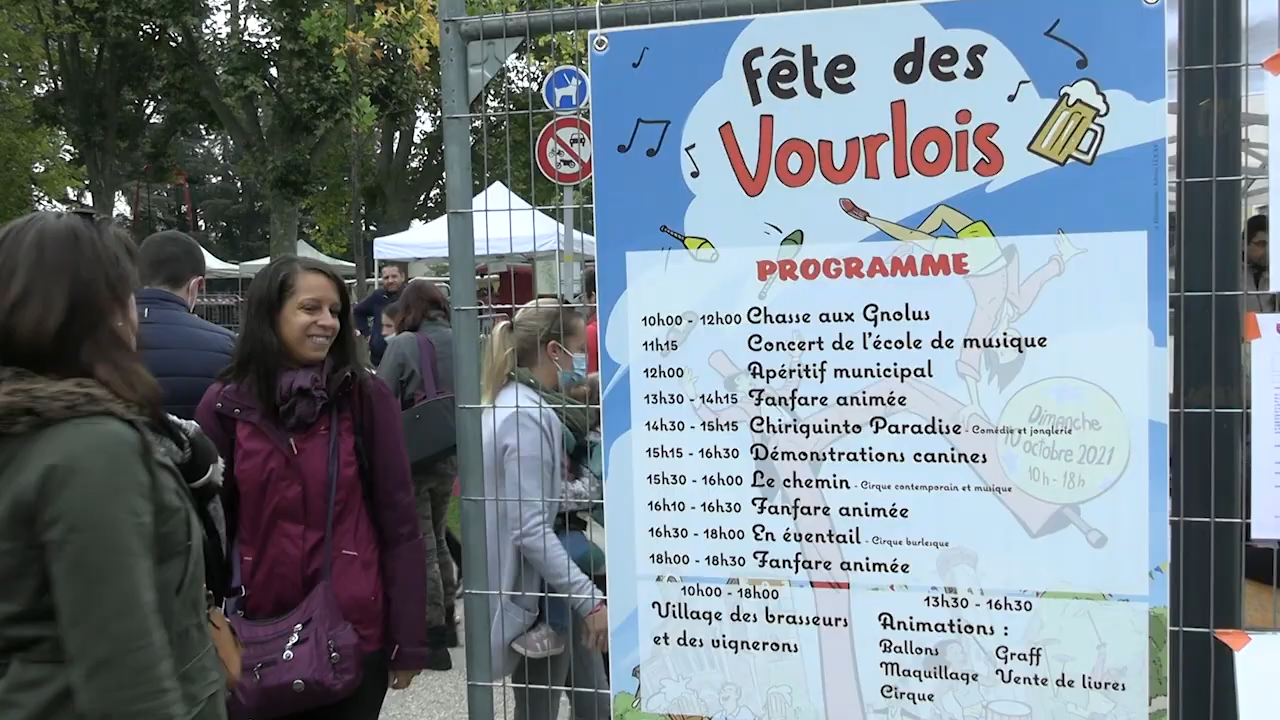 Fête des
Vourlois
PROGRAMME
10h00 - 12h00 Chasse aux Gnolus
11h15 Concert de l'école de musique
12h00 Apéritif municipal
13h30 - 14h15 Fanfare animée
14h30 - 15h15 Chiriguinto Paradise - Comédie et jonglerie
15h15 - 16h30 Démonstrations canines
15h30 - 16h00 Le chemin - Cirque contemporain et musique
16h10 - 16h30 Fanfare animée
16h30 - 18h00 En éventail - Cirque burlesque
18h00 - 18h30 Fanfare animée
Dimanche
10 octobre 2021
10h - 18h
10h00 - 18h00
Village des brasseurs
et des vignerons
13h30 - 16h30
Animations :
Ballons Graff
Maquillage Vente de livres
Cirque